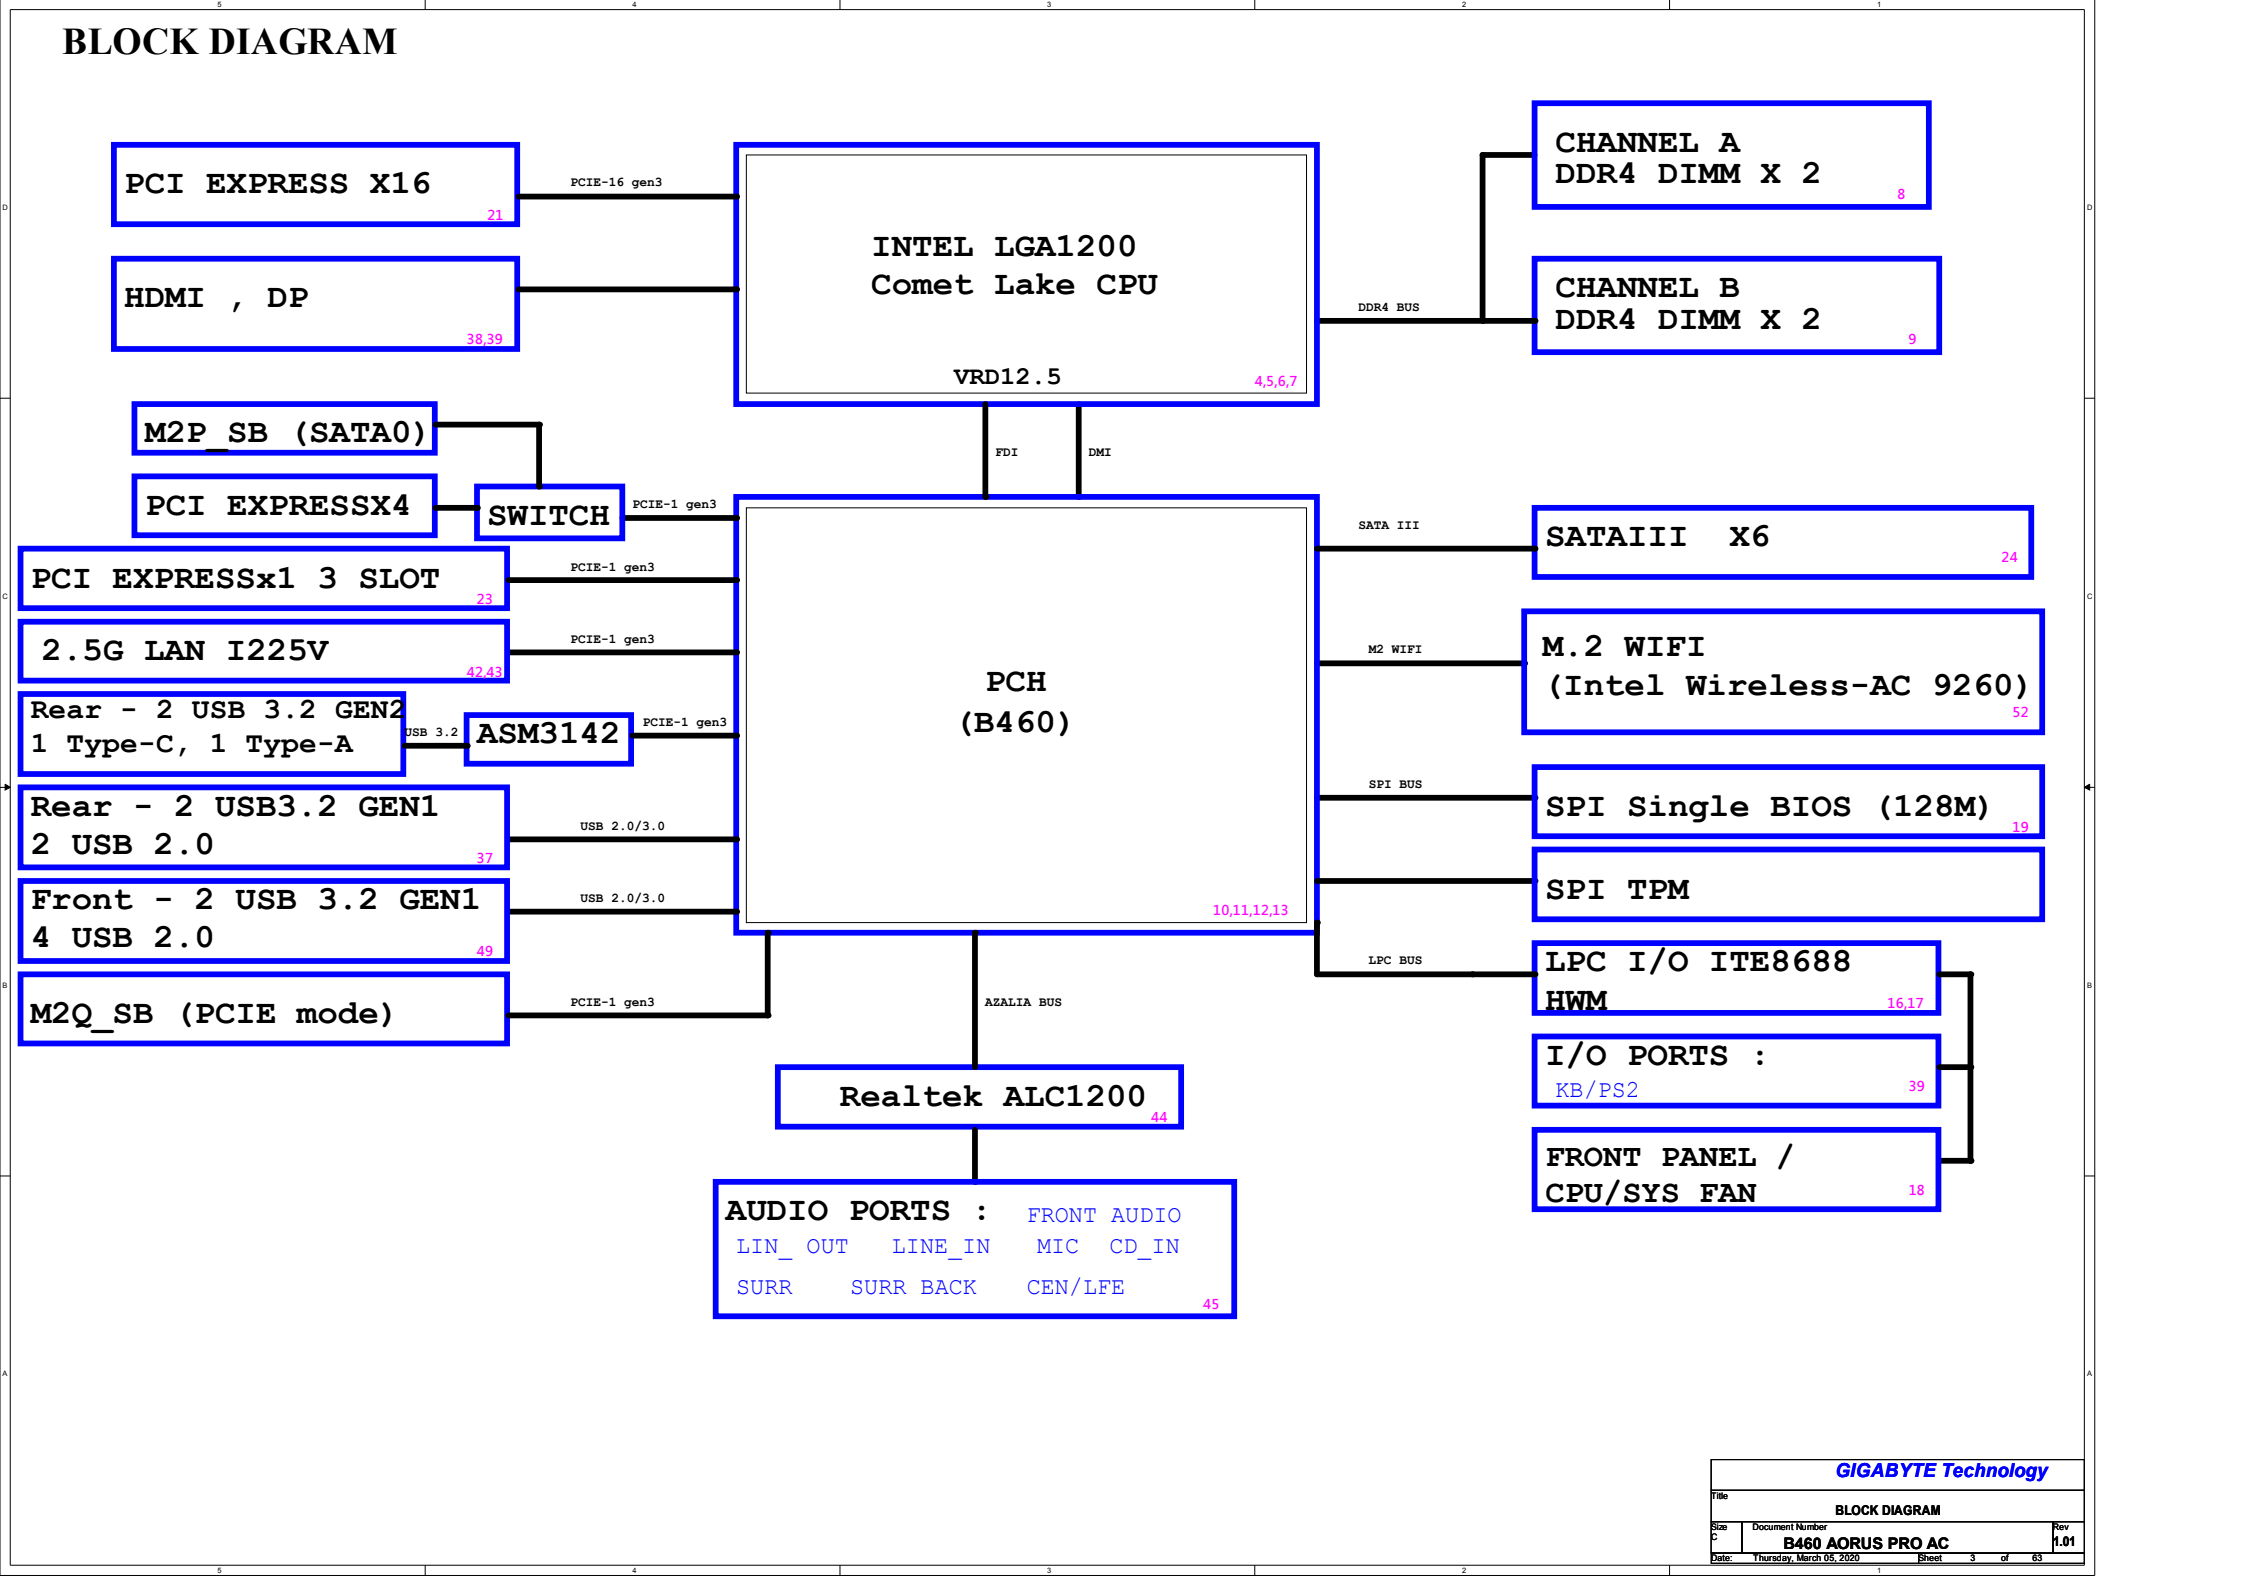 5 4 3 2 1
BLOCK DIAGRAM
PCI EXPRESS X16
21
PCIE-16 gen3
HDMI , DP
38,39
INTEL LGA1200
Comet Lake CPU
VRD12.5
4,5,6,7
CHANNEL A
DDR4 DIMM X 2
8
DDR4 BUS
CHANNEL B
DDR4 DIMM X 2
9
D
D
FDI
DMI
M2P_SB (SATA0)
PCI EXPRESSX4
SWITCH
PCIE-1 gen3
PCI EXPRESSx1 3 SLOT
23
PCIE-1 gen3
C
C
2.5G LAN I225V
42,43
PCIE-1 gen3
Rear - 2 USB 3.2 GEN2
1 Type-C, 1 Type-A
USB 3.2
ASM3142
PCIE-1 gen3
Rear - 2 USB3.2 GEN1
2 USB 2.0
37
USB 2.0/3.0
Front - 2 USB 3.2 GEN1
4 USB 2.0
49
USB 2.0/3.0
M2Q_SB (PCIE mode)
PCIE-1 gen3
PCH
(B460)
10,11,12,13
SATA III
SATAIII X6
24
M2 WIFI
M.2 WIFI
(Intel Wireless-AC 9260)
52
SPI BUS
SPI Single BIOS (128M)
19
SPI TPM
LPC BUS
LPC I/O ITE8688
HWM
16,17
B
B
I/O PORTS :
KB/PS2
39
FRONT PANEL /
CPU/SYS FAN
18
AZALIA BUS
Realtek ALC1200
44
AUDIO PORTS : FRONT AUDIO
LIN_ OUT LINE_IN MIC CD_IN
SURR SURR BACK CEN/LFE
45
A
A
GIGABYTE Technology
Title
BLOCK DIAGRAM
Size Document Number Rev
C B460 AORUS PRO AC 1.01
Date: Thursday, March 05, 2020 Sheet 3 of 63
5 4 3 2 1